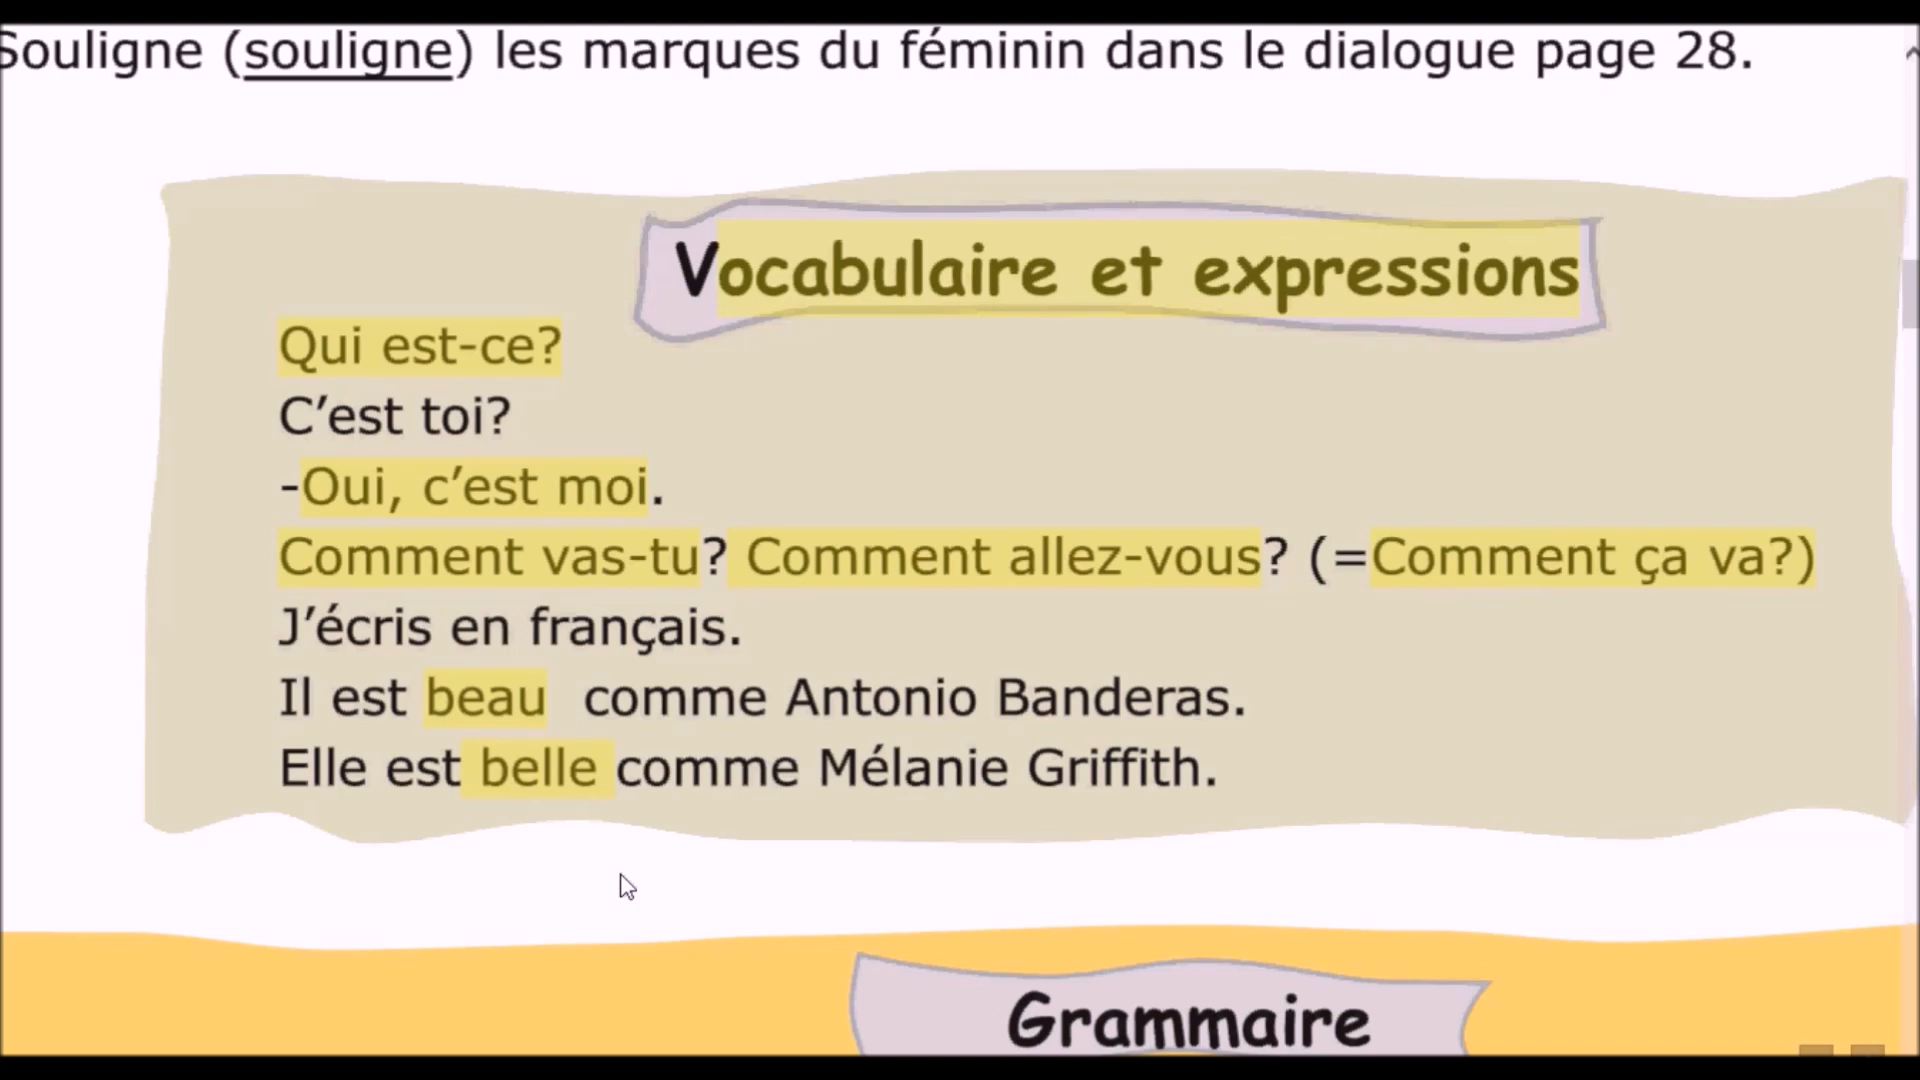 Souligne (souligne) les marques du féminin dans le dialogue page 28.
Vocabulaire et expressions
Qui est-ce?
C’est toi?
-Oui, c’est moi.
Comment vas-tu? Comment allez-vous? (=Comment ça va?)
J’écris en français.
Il est beau comme Antonio Banderas.
Elle est belle comme Mélanie Griffith.
Grammaire